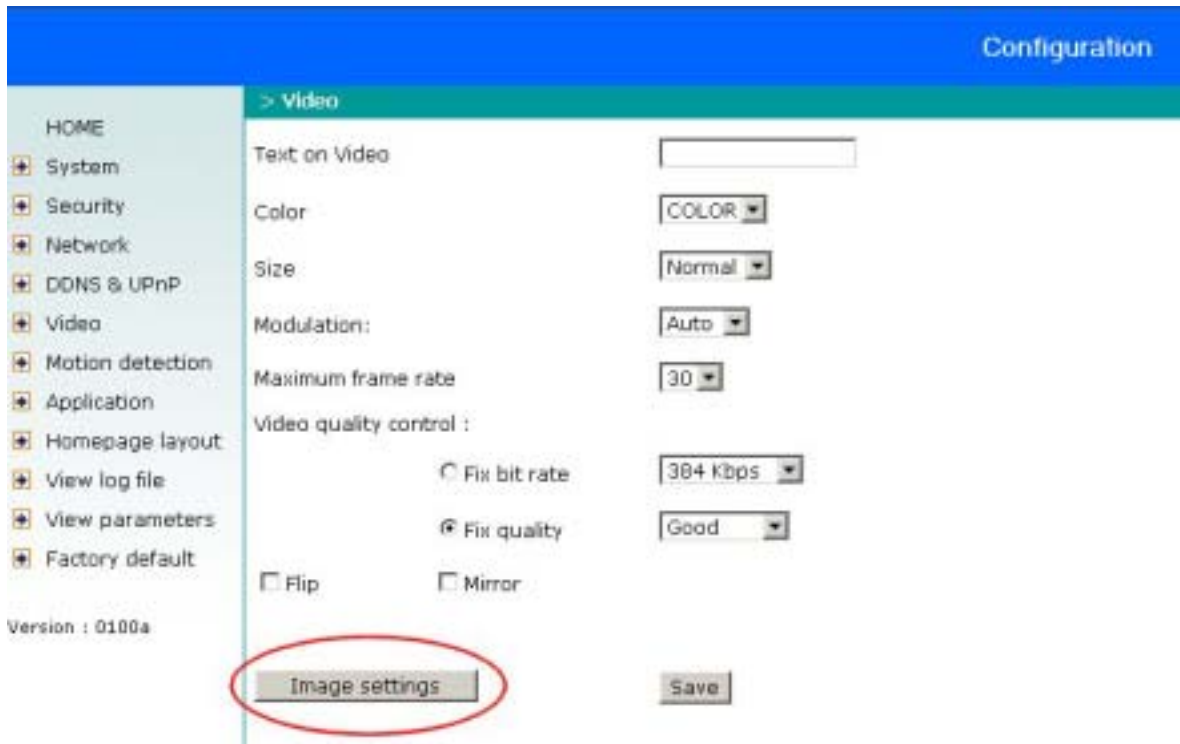 Configuration
HOME
System
Security
Network
DDNS & UPnP
Video
Motion detection
Application
Homepage layout
View log file
View parameters
Factory default
Version : 0100a
> Video
Text on Video
Color COLOR
Size Normal
Modulation: Auto
Maximum frame rate 30
Video quality control :
Fix bit rate 384 Kbps
Fix quality Good
Flip Mirror
Image settings Save